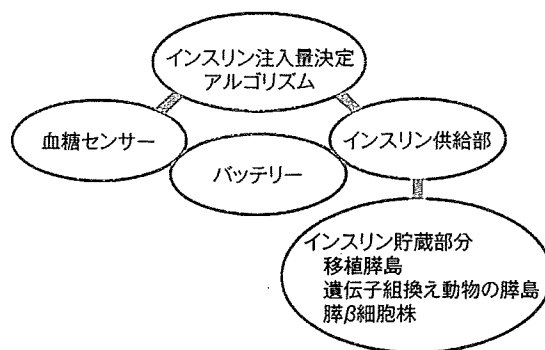 インスリン注入量決定
アルゴリズム
血糖センサー
バッテリー
インスリン供給部
インスリン貯蔵部分
移植膵島
遺伝子組換え動物の膵島
膵β細胞株